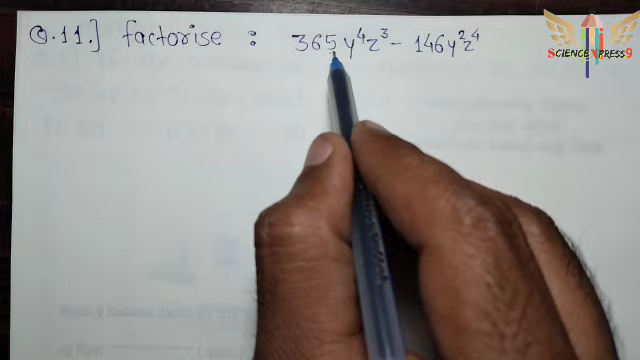 Q.11.] factorise : 365y⁴z³ - 146y²z⁴
SCIENCE XPRESS9